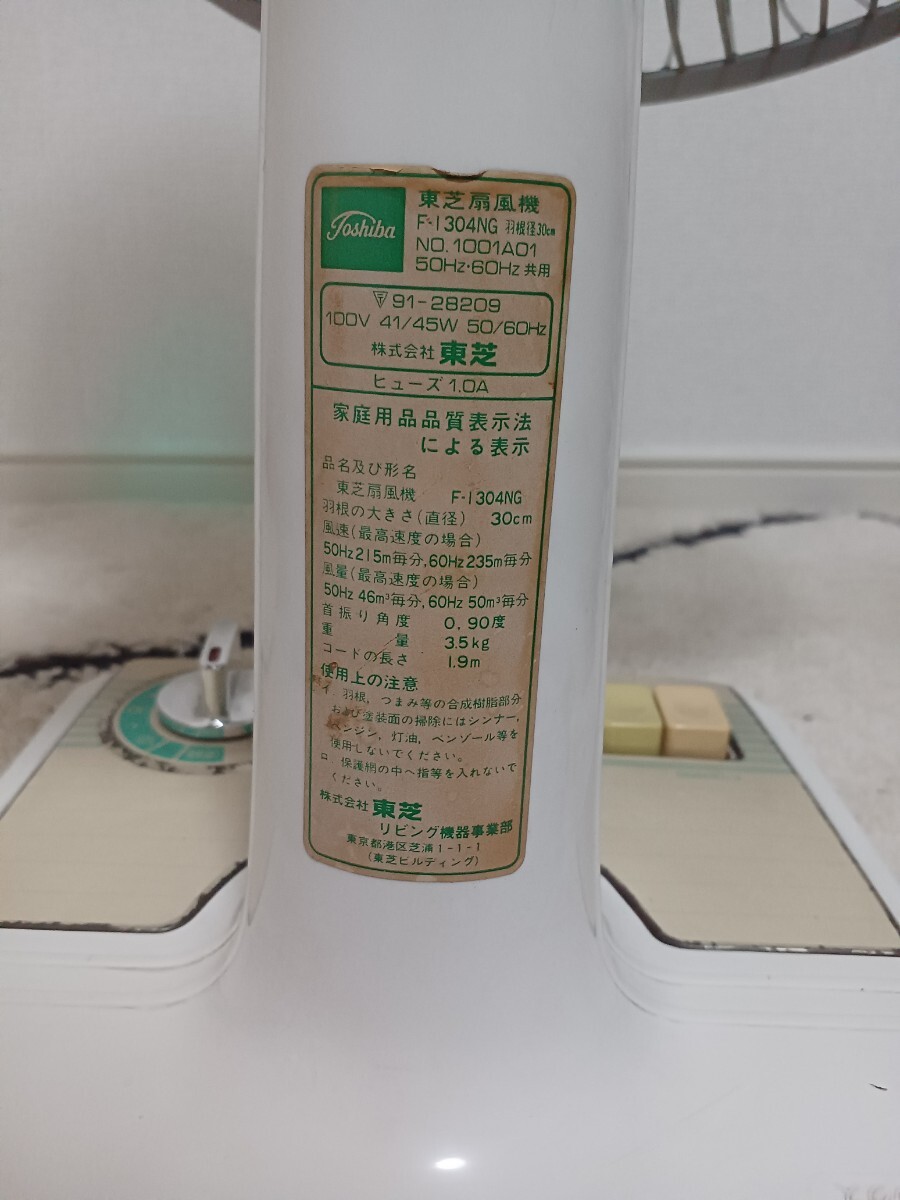 Toshiba
東芝扇風機
F-1304NG 羽根径30cm
NO.1001A01
50Hz・60Hz 共用
〒91-28209
100V 41/45W 50/60Hz
株式会社 東芝
ヒューズ 1.0A
家庭用品品質表示法
による表示
品名及び形名
東芝扇風機 F-1304NG
羽根の大きさ(直径) 30cm
風速(最高速度の場合)
50Hz 215m毎分,60Hz 235m毎分
風量(最高速度の場合)
50Hz 46m³毎分,60Hz 50m³毎分
首振り角度 0.90度
重量 3.5kg
コードの長さ 1.9m
使用上の注意
イ.羽根,つまみ等の合成樹脂部分
および塗装面の掃除にはシンナー,
ベンジン,灯油,ベンゾール等を
使用しないでください。
ロ.保護網の中へ指等を入れないで
ください。
株式会社 東芝
リビング機器事業部
東京都港区芝浦1-1-1
(東芝ビルディング)